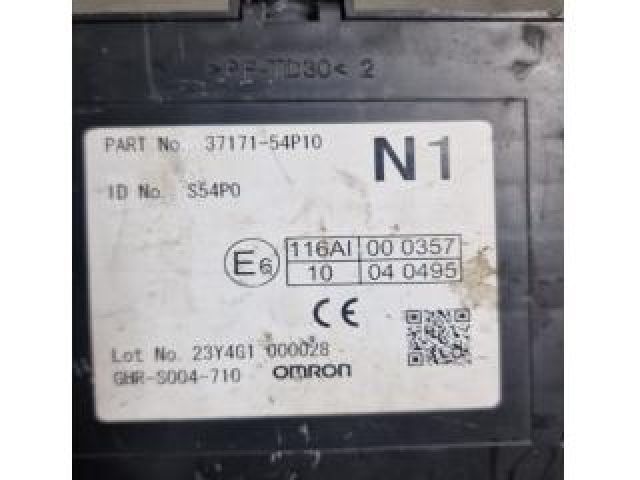 >PP-TD30< 2
PART No. 37171-54P10
N1
ID No. S54P0
E6
116AI 00 0357
10 04 0495
CE
Lot No. 23Y4G1 000028
GHR-S004-710 OMRON